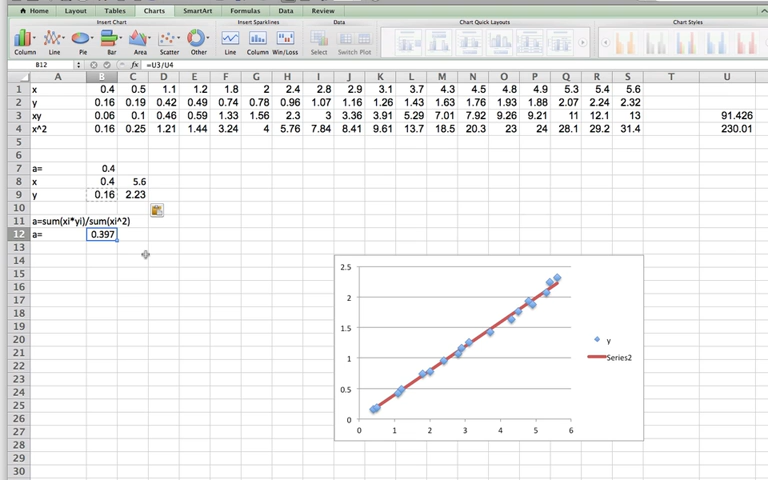 Home Layout Tables Charts SmartArt Formulas Data Review
Insert Chart Insert Sparklines Data Chart Quick Layouts Chart Styles
Column Line Pie Bar Area Scatter Other Line Column Win/Loss Select Switch Plot
B12 fx =U3/U4
A B C D E F G H I J K L M N O P Q R S T U
1 x 0.4 0.5 1.1 1.2 1.8 2 2.4 2.8 2.9 3.1 3.7 4.3 4.5 4.8 4.9 5.3 5.4 5.6
2 y 0.16 0.19 0.42 0.49 0.74 0.78 0.96 1.07 1.16 1.26 1.43 1.63 1.76 1.93 1.88 2.07 2.24 2.32
3 xy 0.06 0.1 0.46 0.59 1.33 1.56 2.3 3 3.36 3.91 5.29 7.01 7.92 9.26 9.21 11 12.1 13 91.426
4 x^2 0.16 0.25 1.21 1.44 3.24 4 5.76 7.84 8.41 9.61 13.7 18.5 20.3 23 24 28.1 29.2 31.4 230.01
5
6
7 a= 0.4
8 x 0.4 5.6
9 y 0.16 2.23
10
11 a=sum(xi*yi)/sum(xi^2)
12 a= 0.397
13
14
15
16
17
18
19
20
21
22
23
24
25
26
27
28
29
30
2.5
2
1.5
1
0.5
0
0 1 2 3 4 5 6
y
Series2